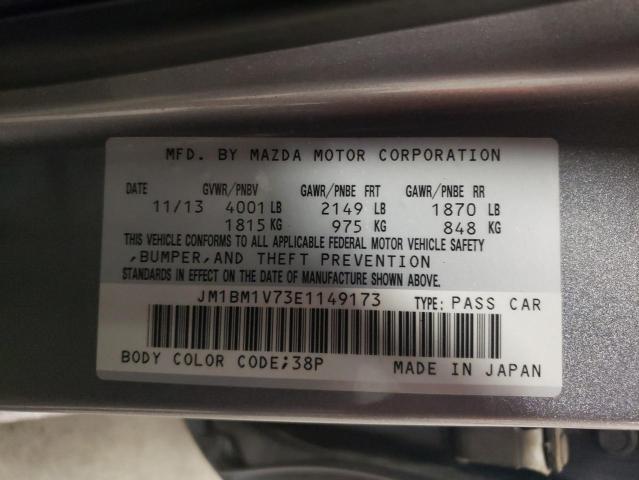 MFD. BY MAZDA MOTOR CORPORATION
DATE GVWR/PNBV GAWR/PNBE FRT GAWR/PNBE RR
11/13 4001 LB 2149 LB 1870 LB
1815 KG 975 KG 848 KG
THIS VEHICLE CONFORMS TO ALL APPLICABLE FEDERAL MOTOR VEHICLE SAFETY
,BUMPER,AND THEFT PREVENTION
STANDARDS IN EFFECT ON THE DATE OF MANUFACTURE SHOWN ABOVE.
JM1BM1V73E1149173 TYPE: PASS CAR
BODY COLOR CODE;38P MADE IN JAPAN